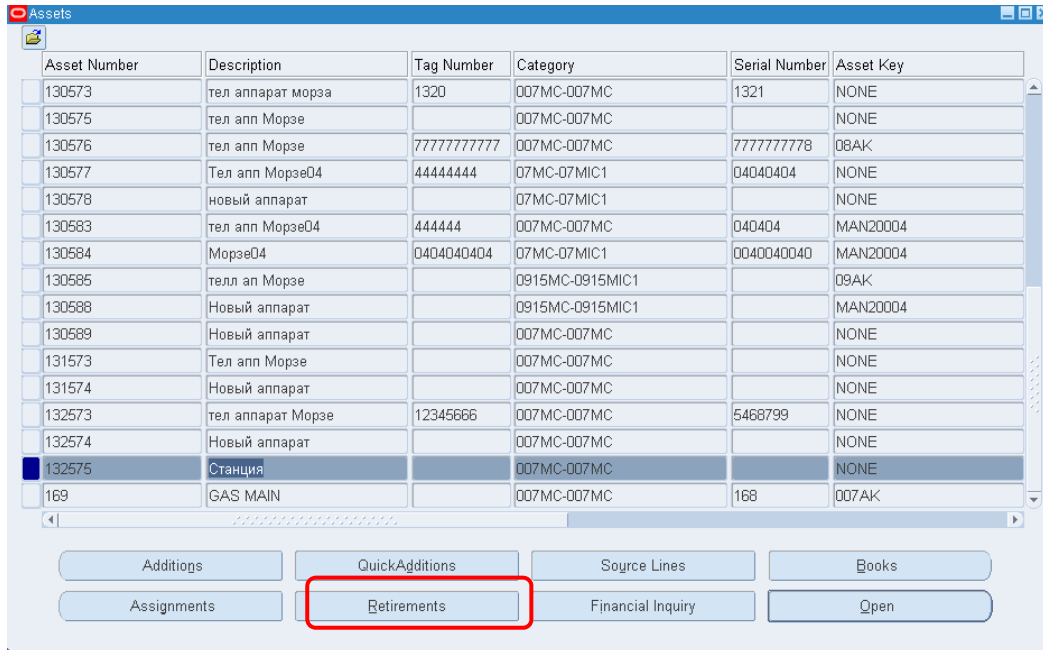 Assets
Asset Number Description Tag Number Category Serial Number Asset Key
130573 тел аппарат морза 1320 007MC-007MC 1321 NONE
130575 тел апп Морзе 007MC-007MC NONE
130576 тел апп Морзе 77777777777 007MC-007MC 7777777778 08AK
130577 Тел апп Морзе04 44444444 07MC-07MIC1 04040404 NONE
130578 новый аппарат 07MC-07MIC1 NONE
130583 тел апп Морзе04 444444 007MC-007MC 040404 MAN20004
130584 Морзе04 0404040404 07MC-07MIC1 0040040040 MAN20004
130585 телл ап Морзе 0915MC-0915MIC1 09AK
130588 Новый аппарат 0915MC-0915MIC1 MAN20004
130589 Новый аппарат 007MC-007MC NONE
131573 Тел апп Морзе 007MC-007MC NONE
131574 Новый аппарат 007MC-007MC NONE
132573 тел аппарат Морзе 12345666 007MC-007MC 5468799 NONE
132574 Новый аппарат 007MC-007MC NONE
132575 Станция 007MC-007MC NONE
169 GAS MAIN 007MC-007MC 168 007AK
Additions QuickAdditions Source Lines Books
Assignments Retirements Financial Inquiry Open